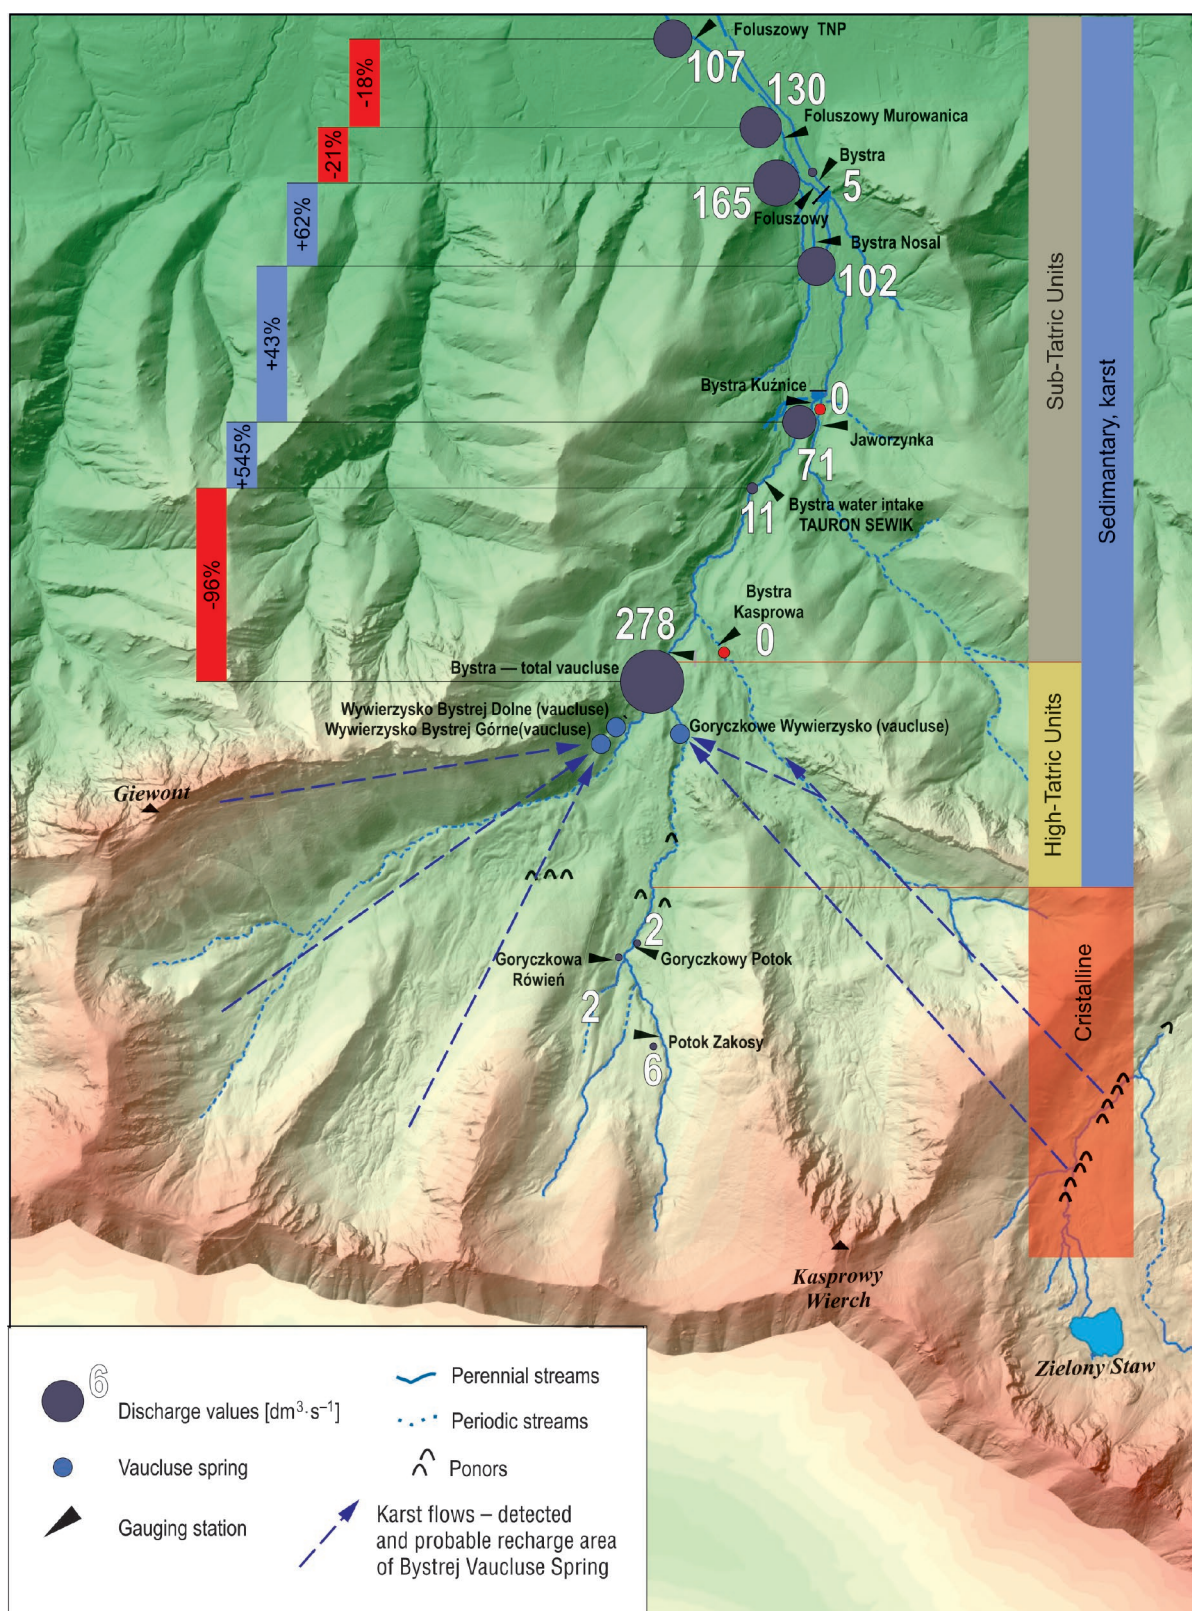 Foluszowy TNP
107
-18%
130
Foluszowy Murowanica
-21%
Bystra
5
165
Foluszowy
+62%
Bystra Nosal
102
Sub-Tatric Units
Sedimantary, karst
+43%
Bystra Kuźnice
0
Jaworzynka
71
+545%
11
Bystra water intake
TAURON SEWIK
-96%
Bystra
Kasprowa
0
278
Bystra — total vaucluse
Wywierzysko Bystrej Dolne (vaucluse)
Wywierzysko Bystrej Górne(vaucluse)
Goryczkowe Wywierzysko (vaucluse)
High-Tatric Units
Giewont
2
Goryczkowa
Rówień
Goryczkowy Potok
2
Cristalline
Potok Zakosy
6
Kasprowy
Wierch
Zielony Staw
6
Discharge values [dm³·s⁻¹]
Vaucluse spring
Gauging station
Perennial streams
Periodic streams
Ponors
Karst flows – detected
and probable recharge area
of Bystrej Vaucluse Spring